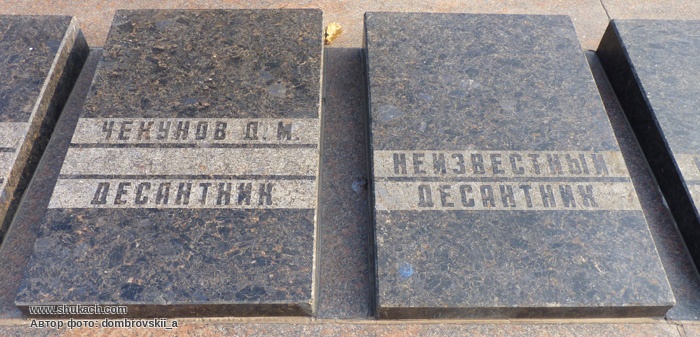 ЧЕКУНОВ Д. М.
ДЕСАНТНИК
НЕИЗВЕСТНЫЙ
ДЕСАНТНИК
www.shukach.com
Автор фото: dombrovskii_a